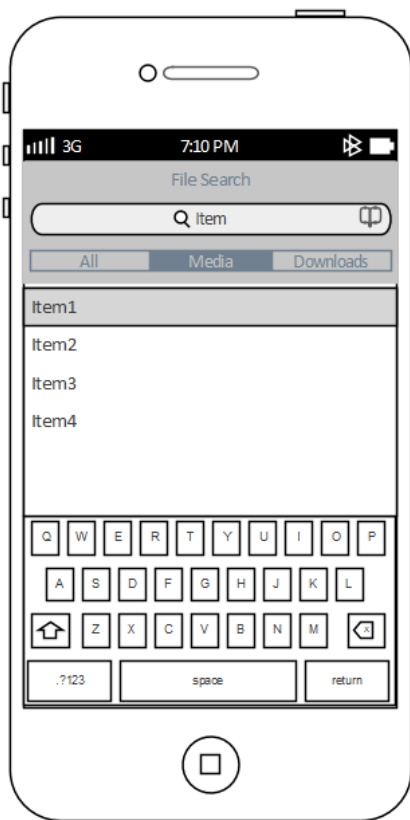 3G 7:10 PM
File Search
Item
All Media Downloads
Item1
Item2
Item3
Item4
Q W E R T Y U I O P
A S D F G H J K L
Z X C V B N M X
.?123 space return